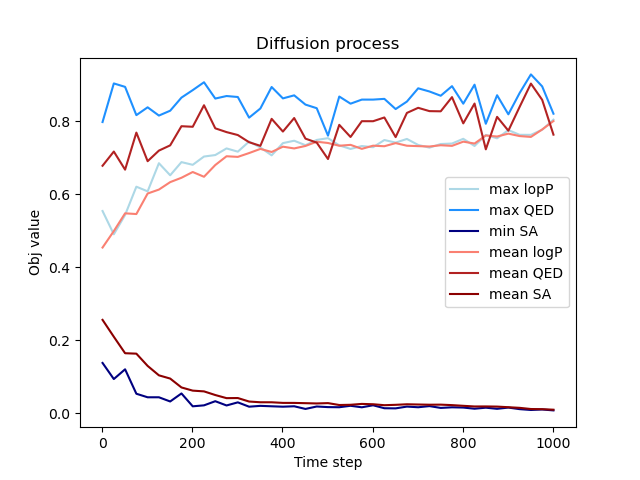 Diffusion process
Obj value
0.8
0.6
0.4
0.2
0.0
max lopP
max QED
min SA
mean logP
mean QED
mean SA
0 200 400 600 800 1000
Time step